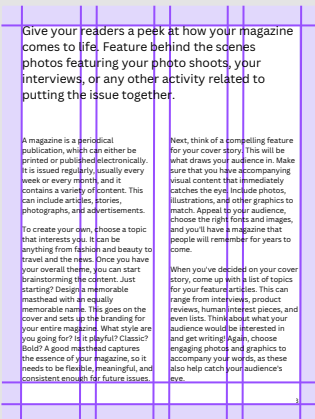 Give your readers a peek at how your magazine
comes to life. Feature behind the scenes
photos featuring your photo shoots, your
interviews, or any other activity related to
putting the issue together.
A magazine is a periodical
publication, which can either be
printed or published electronically.
It is issued regularly, usually every
week or every month, and it
contains a variety of content. This
can include articles, stories,
photographs, and advertisements.
To create your own, choose a topic
that interests you. It can be
anything from fashion and beauty to
travel and the news. Once you have
your overall theme, you can start
brainstorming the content. Just
starting? Design a memorable
masthead with an equally
memorable name. This goes on the
cover and sets up the branding for
your entire magazine. What style are
you going for? Is it playful? Classic?
Bold? A good masthead captures
the essence of your magazine, so it
needs to be flexible, meaningful, and
consistent enough for future issues.
Next, think of a compelling feature
for your cover story. This will be
what draws your audience in. Make
sure that you have accompanying
visual content that immediately
catches the eye. Include photos,
illustrations, and other graphics to
match. Appeal to your audience,
choose the right fonts and images,
and you'll have a magazine that
people will remember for years to
come.
When you've decided on your cover
story, come up with a list of topics
for your feature articles. This can
range from interviews, product
reviews, human interest pieces, and
even lists. Think about what your
audience would be interested in
and get writing! Again, choose
engaging photos and graphics to
accompany your words, as these
also help catch your audience's
eye.
3